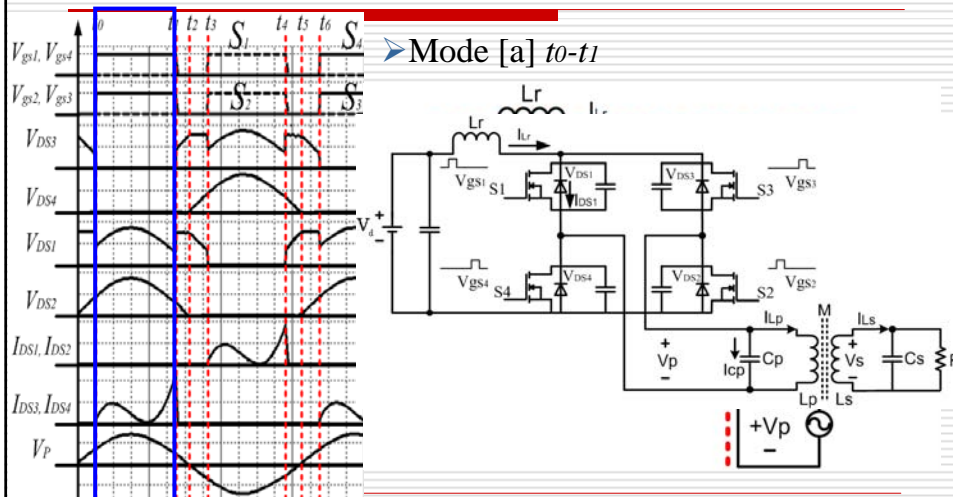 t0 t1 t2 t3 t4 t5 t6
Vgs1, Vgs4 S1 S4
Vgs2, Vgs3 S2 S3
VDS3
VDS4
VDS1
VDS2
IDS1, IDS2
IDS3, IDS4
VP
➢Mode [a] t0-t1
Lr
Lr ILr
Vgs1 S1 VDS1 IDS1 VDS3 S3 Vgs3
Vd + −
Vgs4 S4 VDS4 VDS2 S2 Vgs2
M
ILp ILs
+ Vp − Icp Cp + Vs − Cs R
Lp Ls
+Vp
−